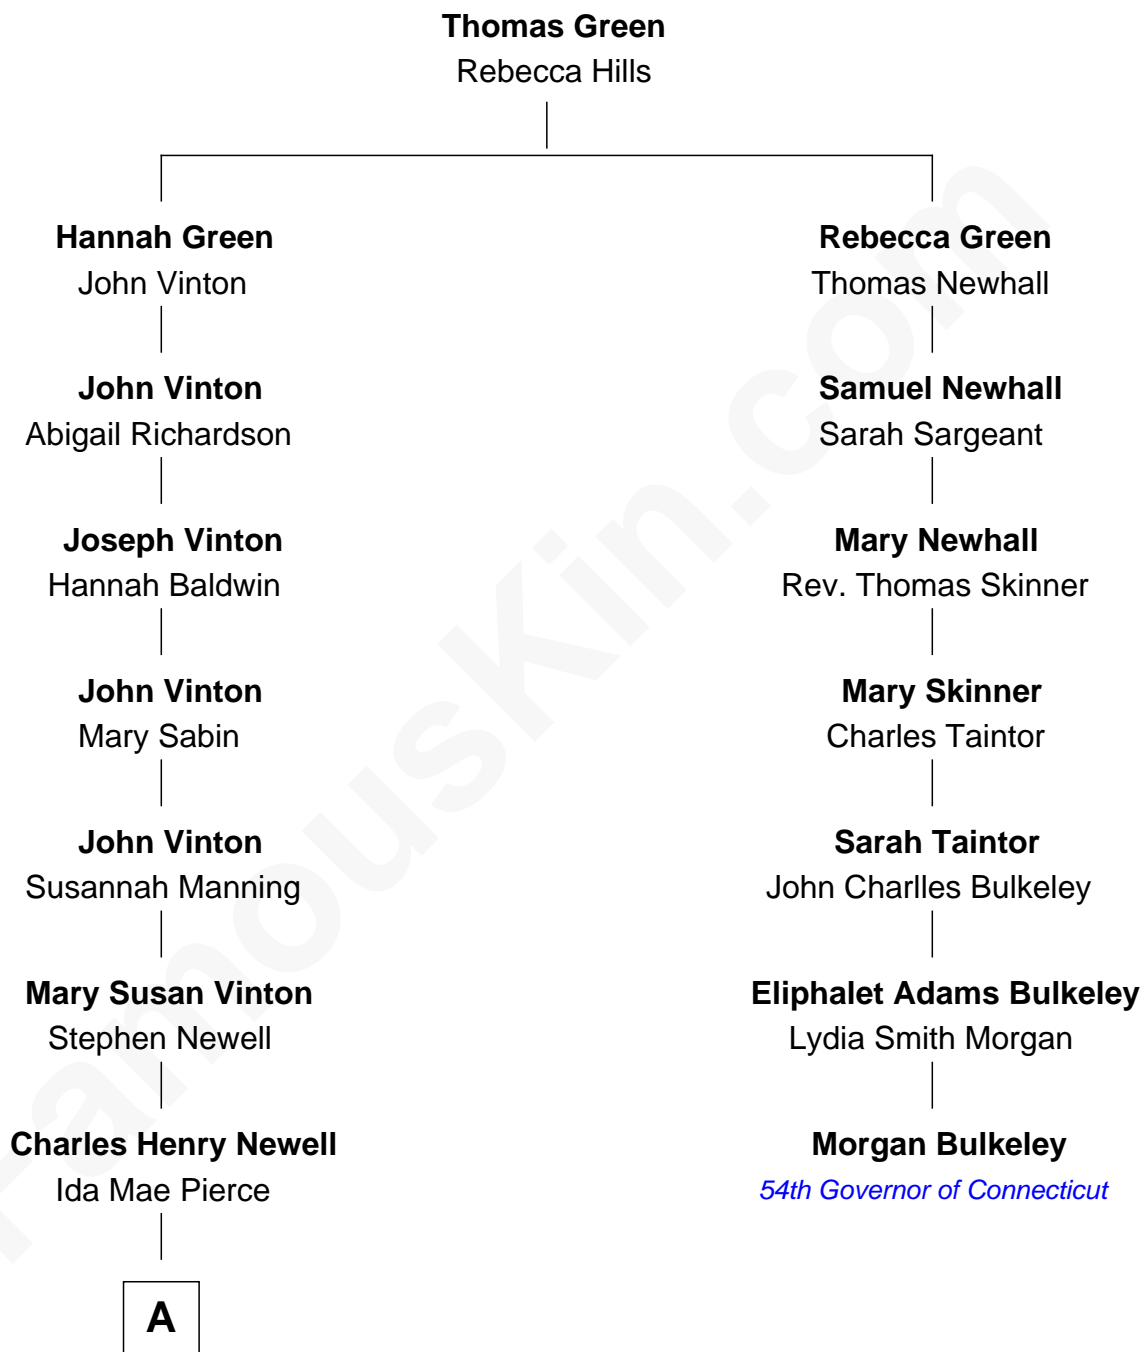 Thomas Green
Rebecca Hills
Hannah Green
John Vinton
Rebecca Green
Thomas Newhall
John Vinton
Abigail Richardson
Samuel Newhall
Sarah Sargeant
Joseph Vinton
Hannah Baldwin
Mary Newhall
Rev. Thomas Skinner
John Vinton
Mary Sabin
Mary Skinner
Charles Taintor
John Vinton
Susannah Manning
Sarah Taintor
John Charlles Bulkeley
Mary Susan Vinton
Stephen Newell
Eliphalet Adams Bulkeley
Lydia Smith Morgan
Charles Henry Newell
Ida Mae Pierce
Morgan Bulkeley
54th Governor of Connecticut
A
FamousKin.com